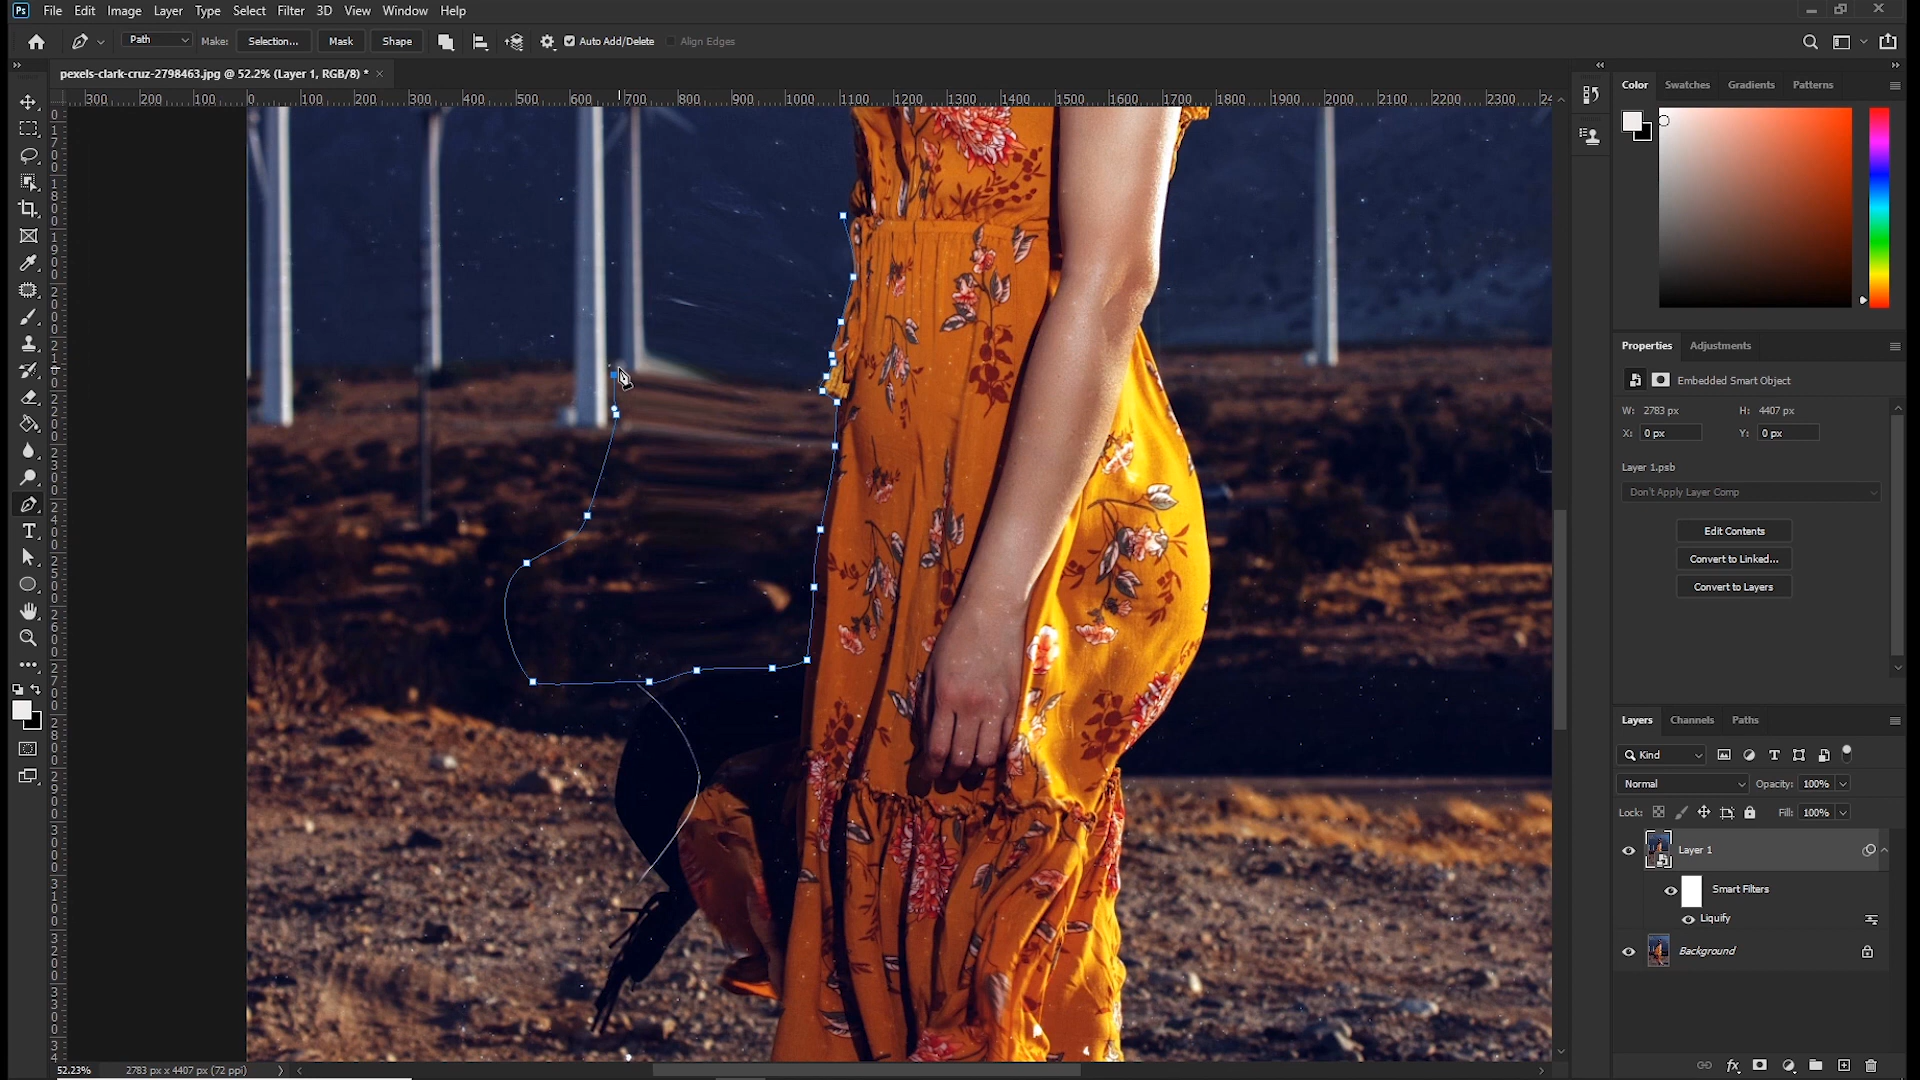 Ps File Edit Image Layer Type Select Filter 3D View Window Help
Path Make: Selection... Mask Shape Auto Add/Delete Align Edges
pexels-clark-cruz-2798463.jpg @ 52.2% (Layer 1, RGB/8) *
300 200 100 0 100 200 300 400 500 600 700 800 900 1000 1100 1200 1300 1400 1500 1600 1700 1800 1900 2000 2100 2200 2300 24
Color Swatches Gradients Patterns
Properties Adjustments
Embedded Smart Object
W: 2783 px H: 4407 px
X: 0 px Y: 0 px
Layer 1.psb
Don't Apply Layer Comp
Edit Contents
Convert to Linked...
Convert to Layers
Layers Channels Paths
Kind
Normal Opacity: 100%
Lock: Fill: 100%
Layer 1
Smart Filters
Liquify
Background
52.23% 2783 px x 4407 px (72 ppi)